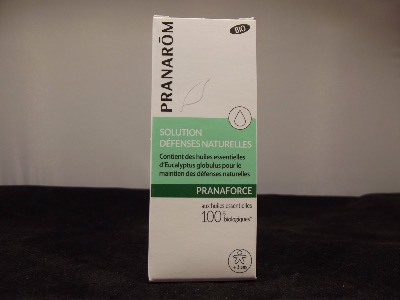 PRANARŌM
BIO
SOLUTION
DÉFENSES NATURELLES
Contient des huiles essentielles
d'Eucalyptus globulus pour le
maintien des défenses naturelles
PRANAFORCE
aux huiles essentielles
100% biologiques*